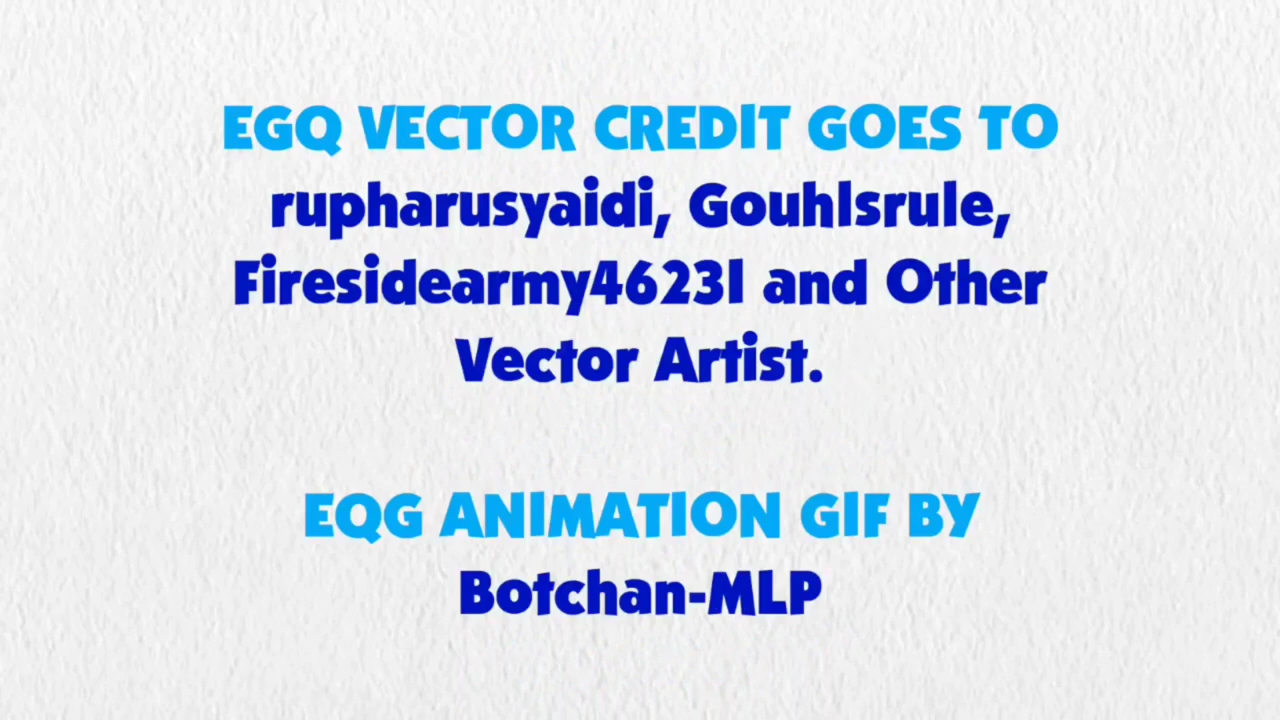 EGQ VECTOR CREDIT GOES TO
rupharusyaidi, Gouhlsrule,
Firesidearmy46231 and Other
Vector Artist.
EQG ANIMATION GIF BY
Botchan-MLP